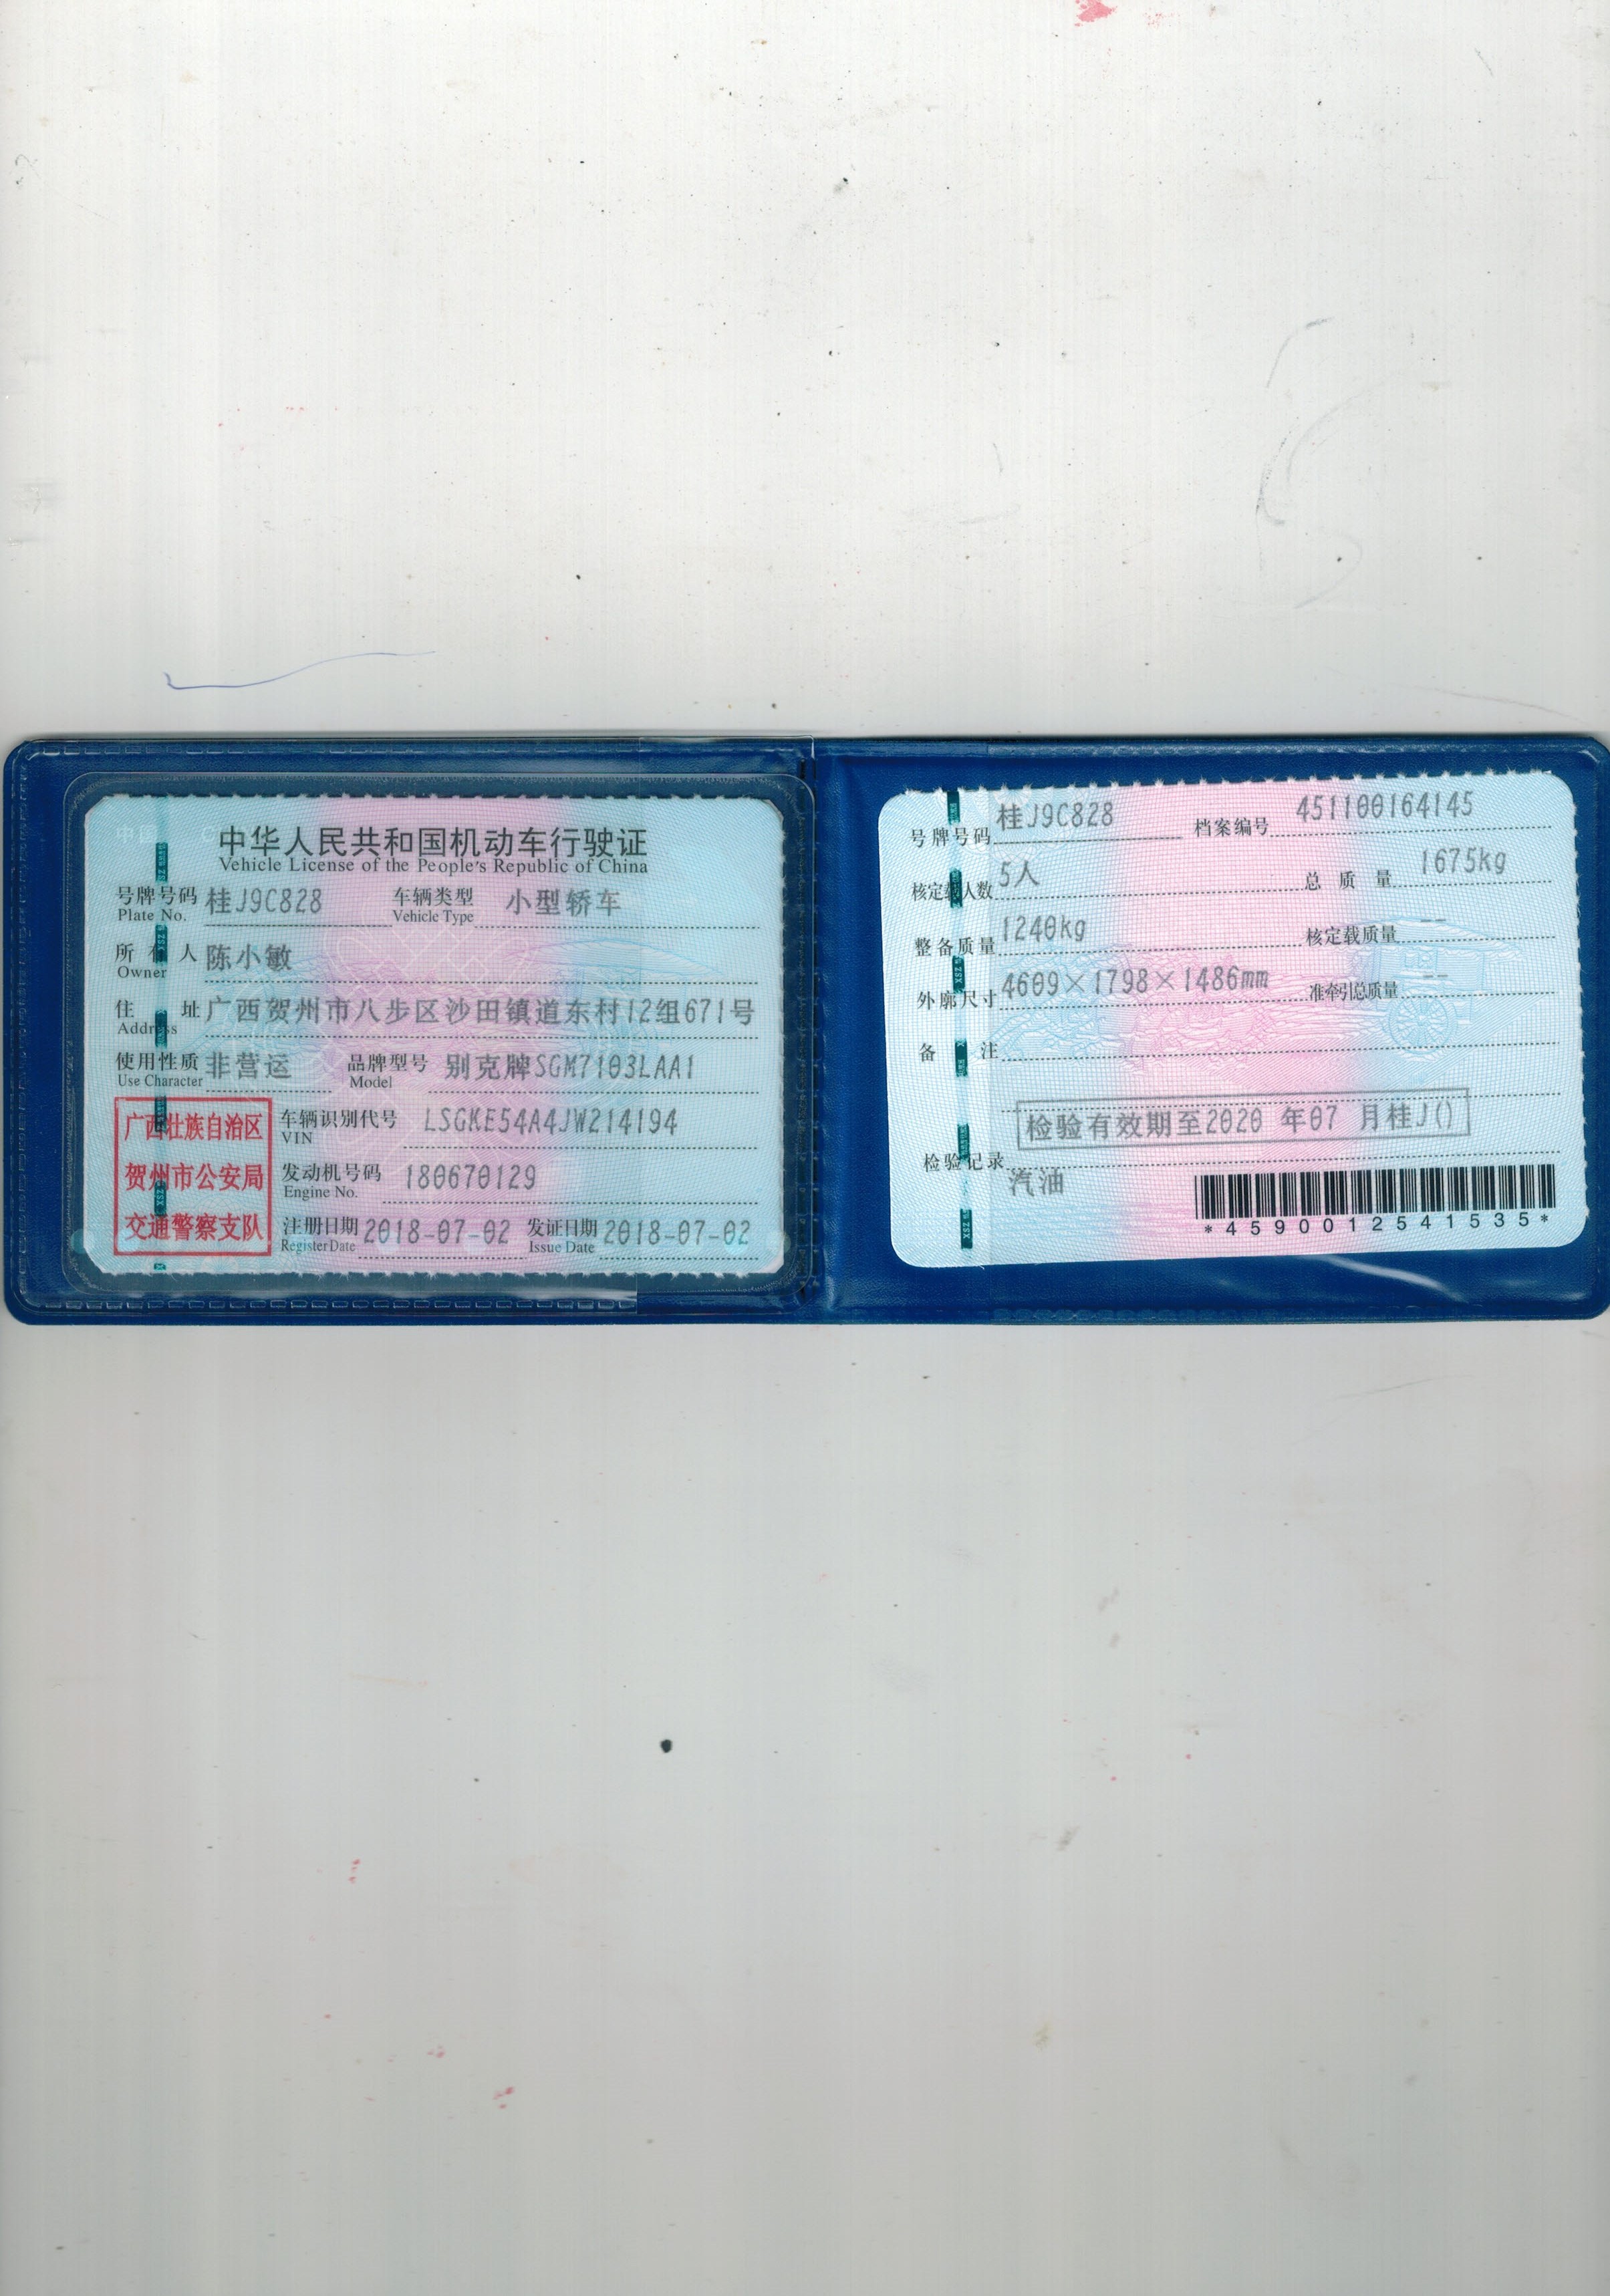 中华人民共和国机动车行驶证
Vehicle License of the People's Republic of China
号牌号码 桂J9C828 车辆类型 小型轿车
Plate No. Vehicle Type
所有人 陈小敏
Owner
住址 广西贺州市八步区沙田镇道东村12组671号
Address
使用性质 非营运 品牌型号 别克牌SGM7103LAA1
Use Character Model
广西壮族自治区
贺州市公安局
交通警察支队
车辆识别代号 LSGKE54A4JW214194
VIN
发动机号码 180670129
Engine No.
注册日期 2018-07-02 发证日期 2018-07-02
Register Date Issue Date
号牌号码 桂J9C828 档案编号 451100164145
核定载人数 5人 总质量 1675kg
整备质量 1240kg 核定载质量 --
外廓尺寸 4609×1798×1486mm 准牵引总质量 --
备注
检验有效期至2020 年07 月桂J()
检验记录
汽油
*4590012541535*